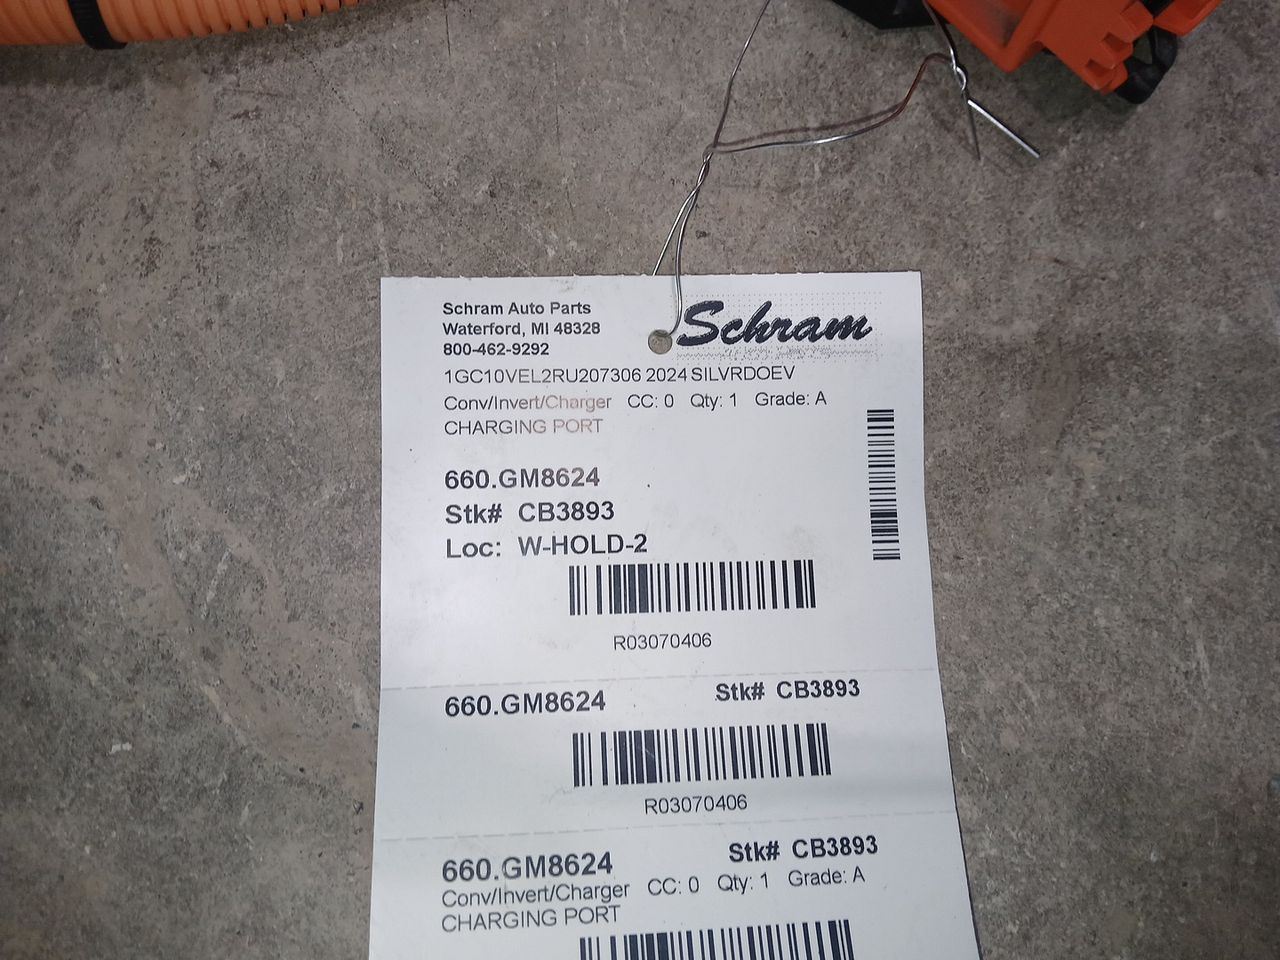 Schram Auto Parts
Waterford, MI 48328
800-462-9292
Schram
1GC10VEL2RU207306 2024 SILVRDOEV
Conv/Invert/Charger CC: 0 Qty: 1 Grade: A
CHARGING PORT
660.GM8624
Stk# CB3893
Loc: W-HOLD-2
R03070406
660.GM8624 Stk# CB3893
R03070406
660.GM8624 Stk# CB3893
Conv/Invert/Charger CC: 0 Qty: 1 Grade: A
CHARGING PORT